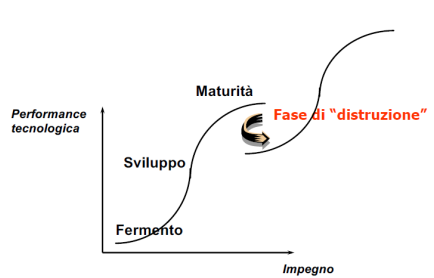 Maturità
Performance
tecnologica
Fase di “distruzione”
Sviluppo
Fermento
Impegno